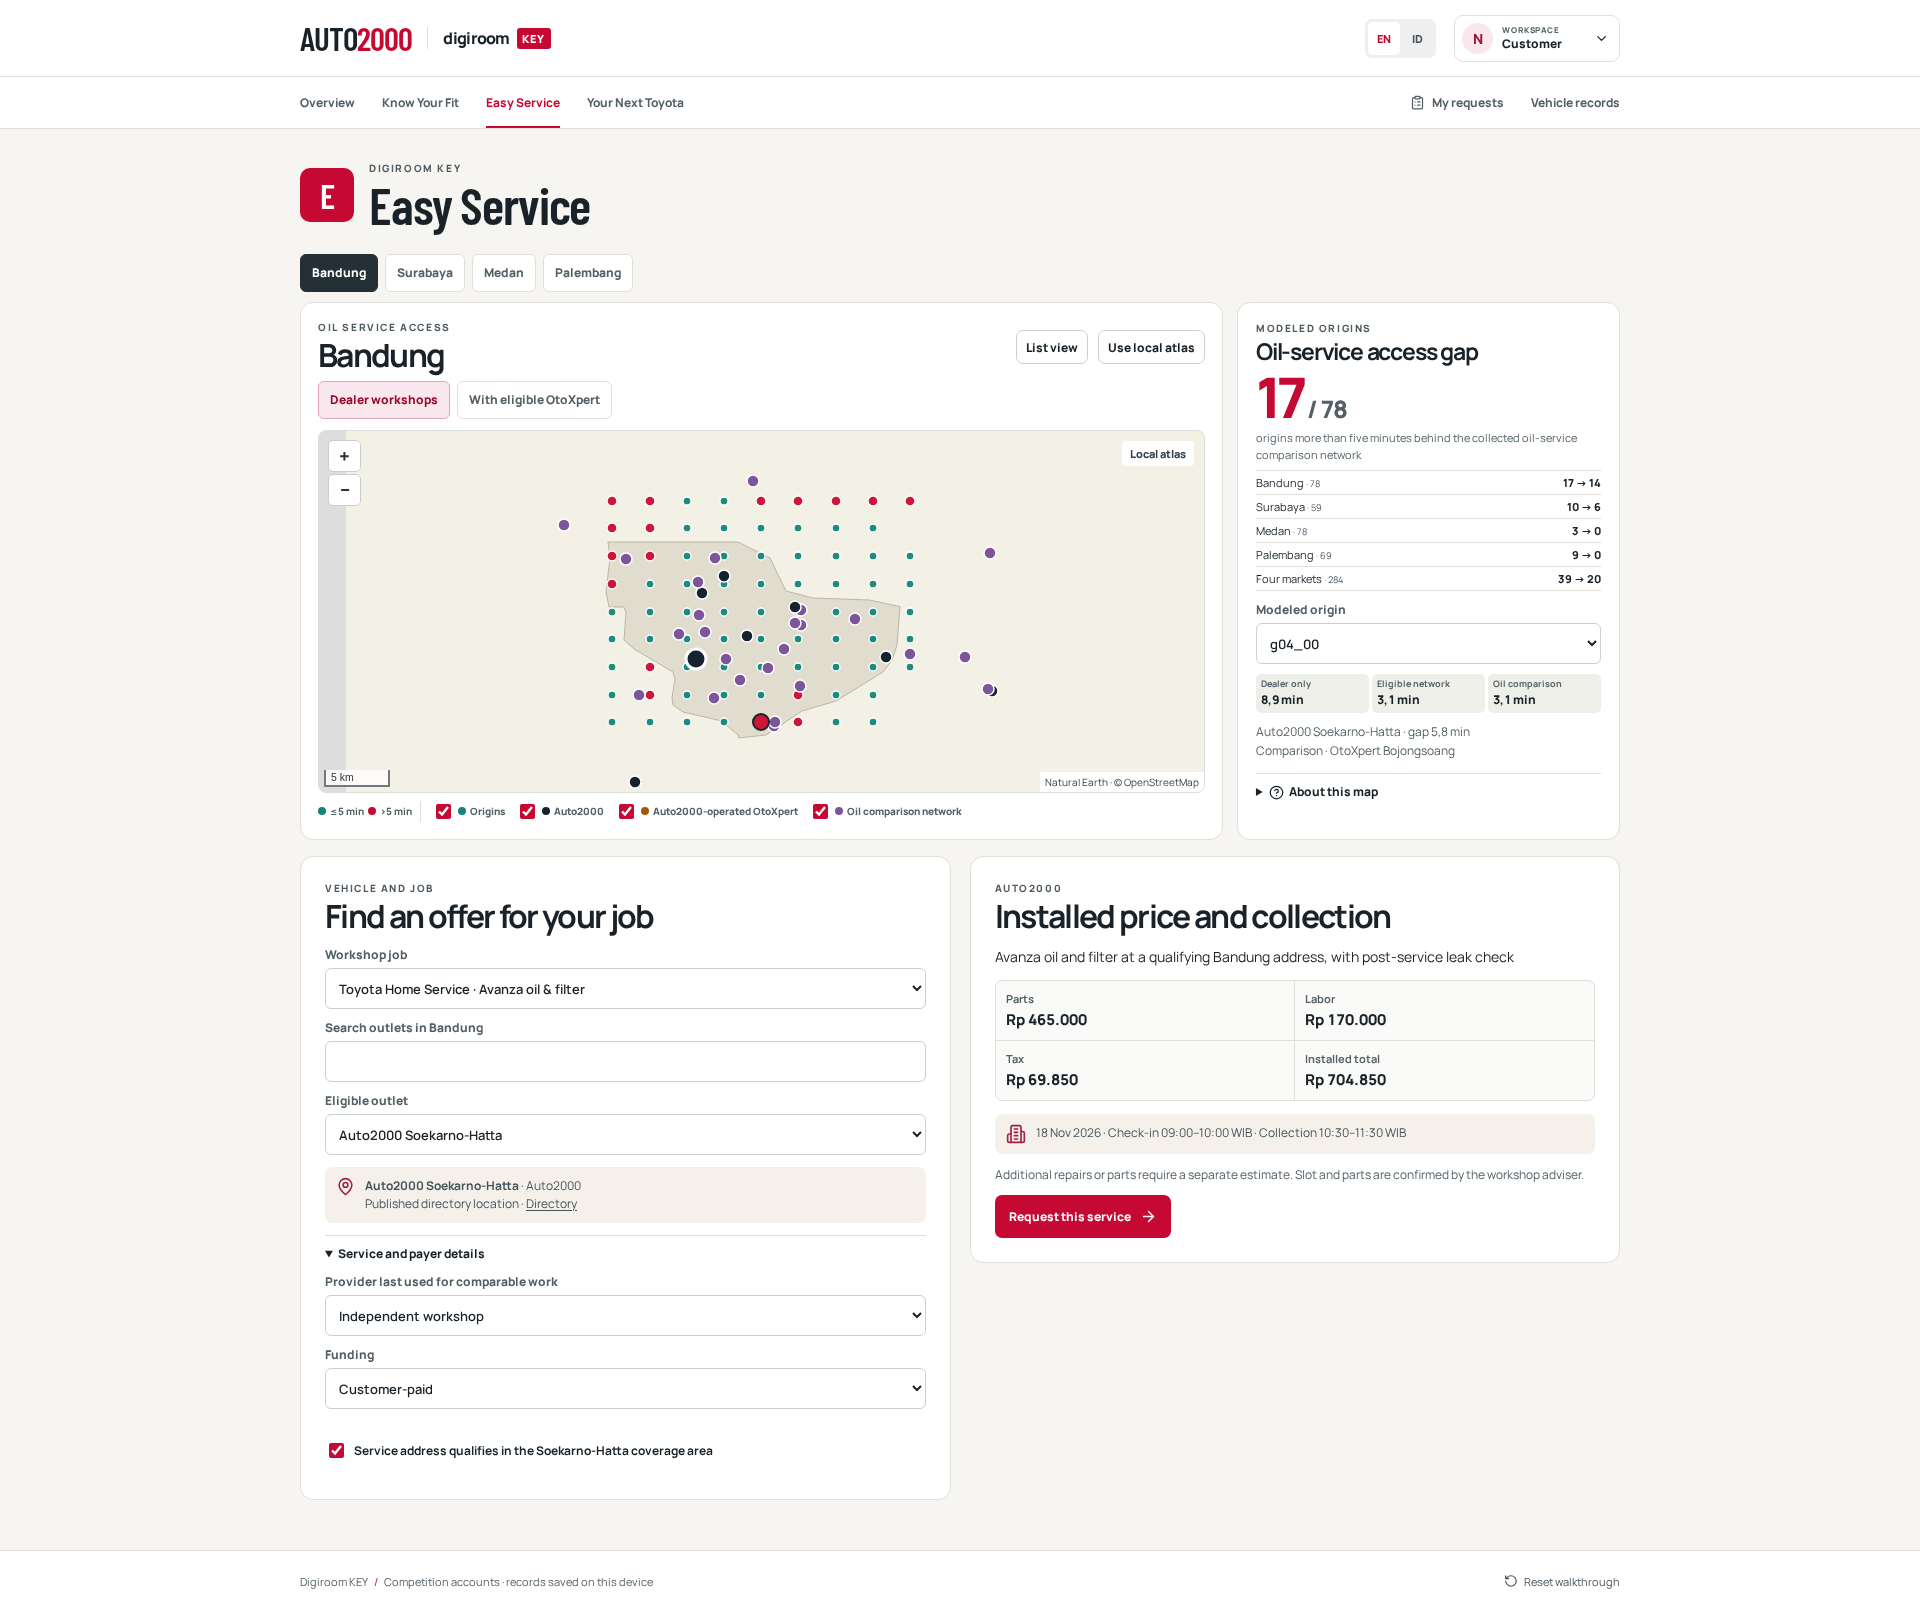 AUTO2000
digiroom KEY
EN ID
N
WORKSPACE
Customer
Overview Know Your Fit Easy Service Your Next Toyota
My requests Vehicle records
E
DIGIROOM KEY
Easy Service
Bandung Surabaya Medan Palembang
OIL SERVICE ACCESS
Bandung
List view Use local atlas
Dealer workshops With eligible OtoXpert
+
−
Local atlas
5 km
Natural Earth · © OpenStreetMap
≤5 min >5 min Origins Auto2000 Auto2000-operated OtoXpert Oil comparison network
MODELED ORIGINS
Oil-service access gap
17 / 78
origins more than five minutes behind the collected oil-service
comparison network
Bandung · 78 17 → 14
Surabaya · 59 10 → 6
Medan · 78 3 → 0
Palembang · 69 9 → 0
Four markets · 284 39 → 20
Modeled origin
g04_00
Dealer only Eligible network Oil comparison
8,9 min 3,1 min 3,1 min
Auto2000 Soekarno-Hatta · gap 5,8 min
Comparison · OtoXpert Bojongsoang
About this map
VEHICLE AND JOB
Find an offer for your job
Workshop job
Toyota Home Service · Avanza oil & filter
Search outlets in Bandung
Eligible outlet
Auto2000 Soekarno-Hatta
Auto2000 Soekarno-Hatta · Auto2000
Published directory location · Directory
Service and payer details
Provider last used for comparable work
Independent workshop
Funding
Customer-paid
Service address qualifies in the Soekarno-Hatta coverage area
AUTO2000
Installed price and collection
Avanza oil and filter at a qualifying Bandung address, with post-service leak check
Parts Labor
Rp 465.000 Rp 170.000
Tax Installed total
Rp 69.850 Rp 704.850
18 Nov 2026 · Check-in 09:00–10:00 WIB · Collection 10:30–11:30 WIB
Additional repairs or parts require a separate estimate. Slot and parts are confirmed by the workshop adviser.
Request this service
Digiroom KEY / Competition accounts · records saved on this device
Reset walkthrough